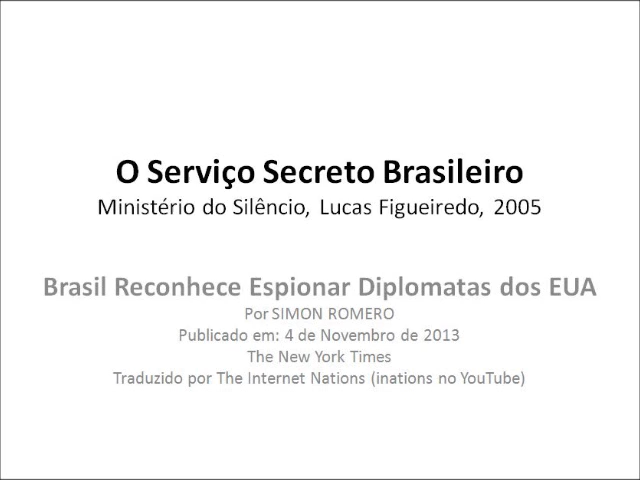 O Serviço Secreto Brasileiro
Ministério do Silêncio, Lucas Figueiredo, 2005
Brasil Reconhece Espionar Diplomatas dos EUA
Por SIMON ROMERO
Publicado em: 4 de Novembro de 2013
The New York Times
Traduzido por The Internet Nations (inations no YouTube)